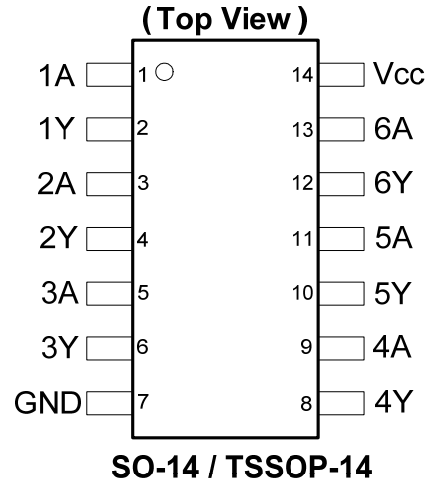 (Top View)
1A 1 14 Vcc
1Y 2 13 6A
2A 3 12 6Y
2Y 4 11 5A
3A 5 10 5Y
3Y 6 9 4A
GND 7 8 4Y
SO-14 / TSSOP-14